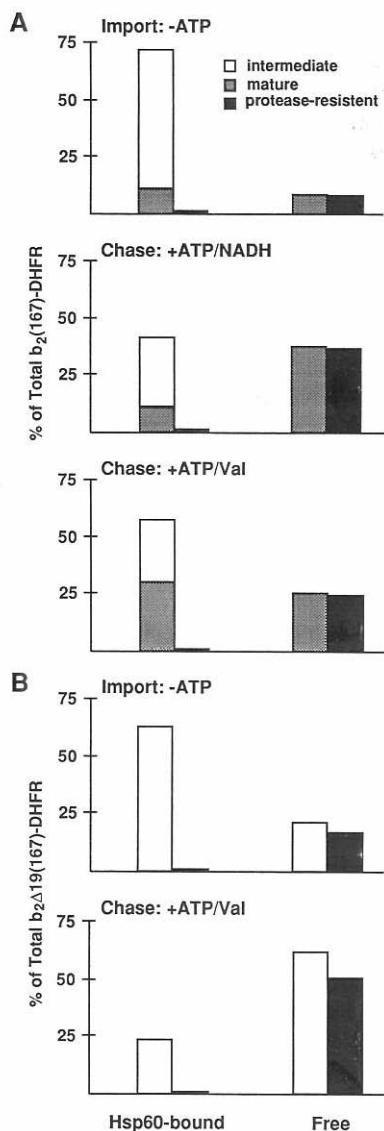 A
Import: -ATP
75
50
25
intermediate
mature
protease-resistent
% of Total b2(167)-DHFR
Chase: +ATP/NADH
75
50
25
Chase: +ATP/Val
75
50
25
B
Import: -ATP
75
50
25
% of Total b2Δ19(167)-DHFR
Chase: +ATP/Val
75
50
25
Hsp60-bound
Free